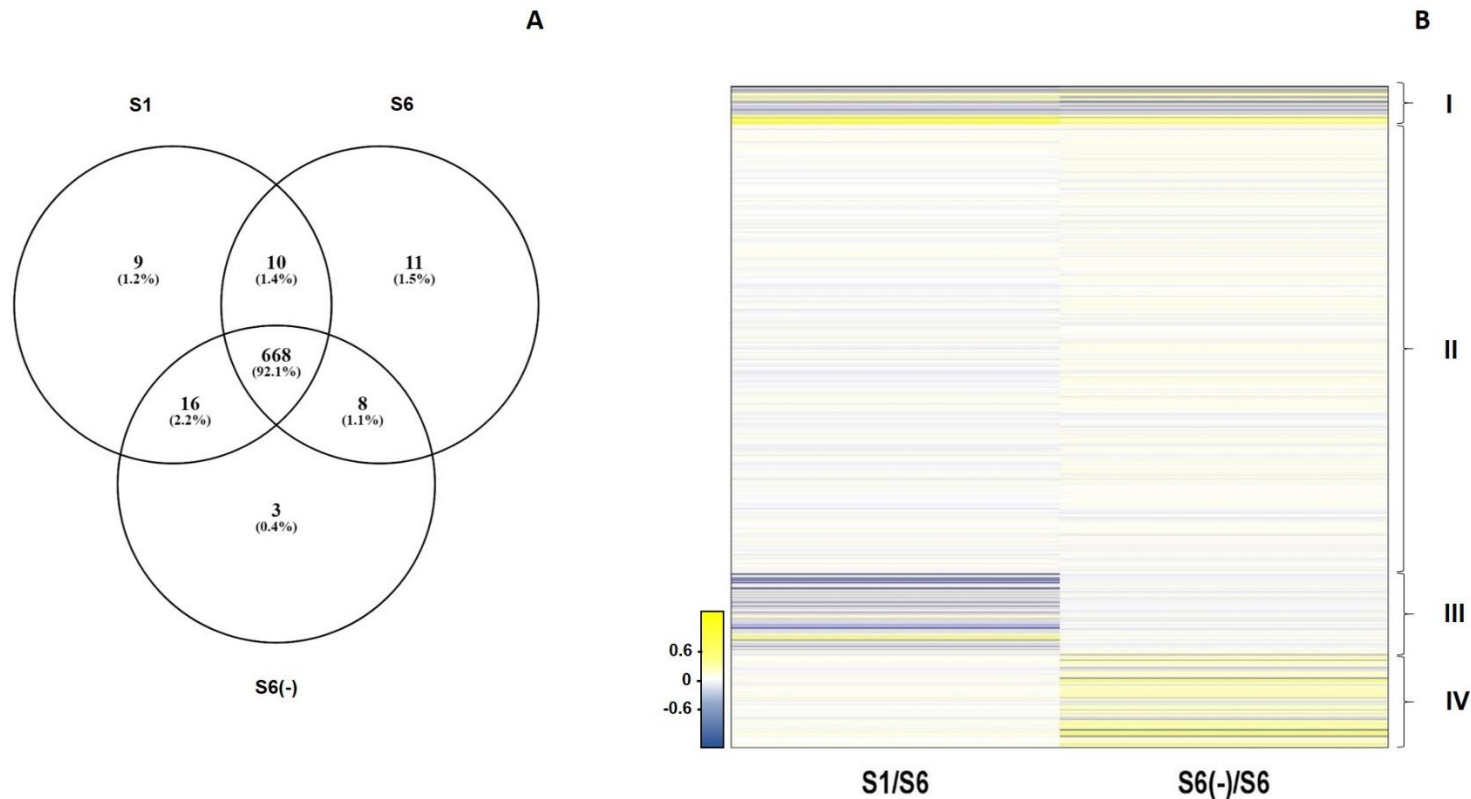 A
S1
S6
9
(1.2%)
10
(1.4%)
11
(1.5%)
668
(92.1%)
16
(2.2%)
8
(1.1%)
3
(0.4%)
S6(-)
B
I
II
III
IV
0.6
0
-0.6
S1/S6
S6(-)/S6